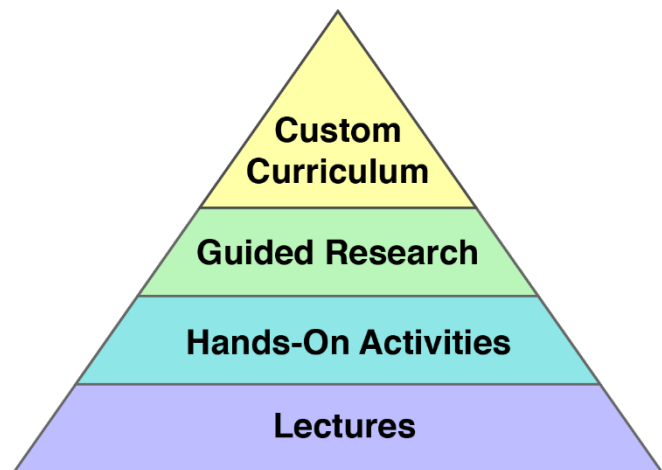 Custom
Curriculum
Guided Research
Hands-On Activities
Lectures